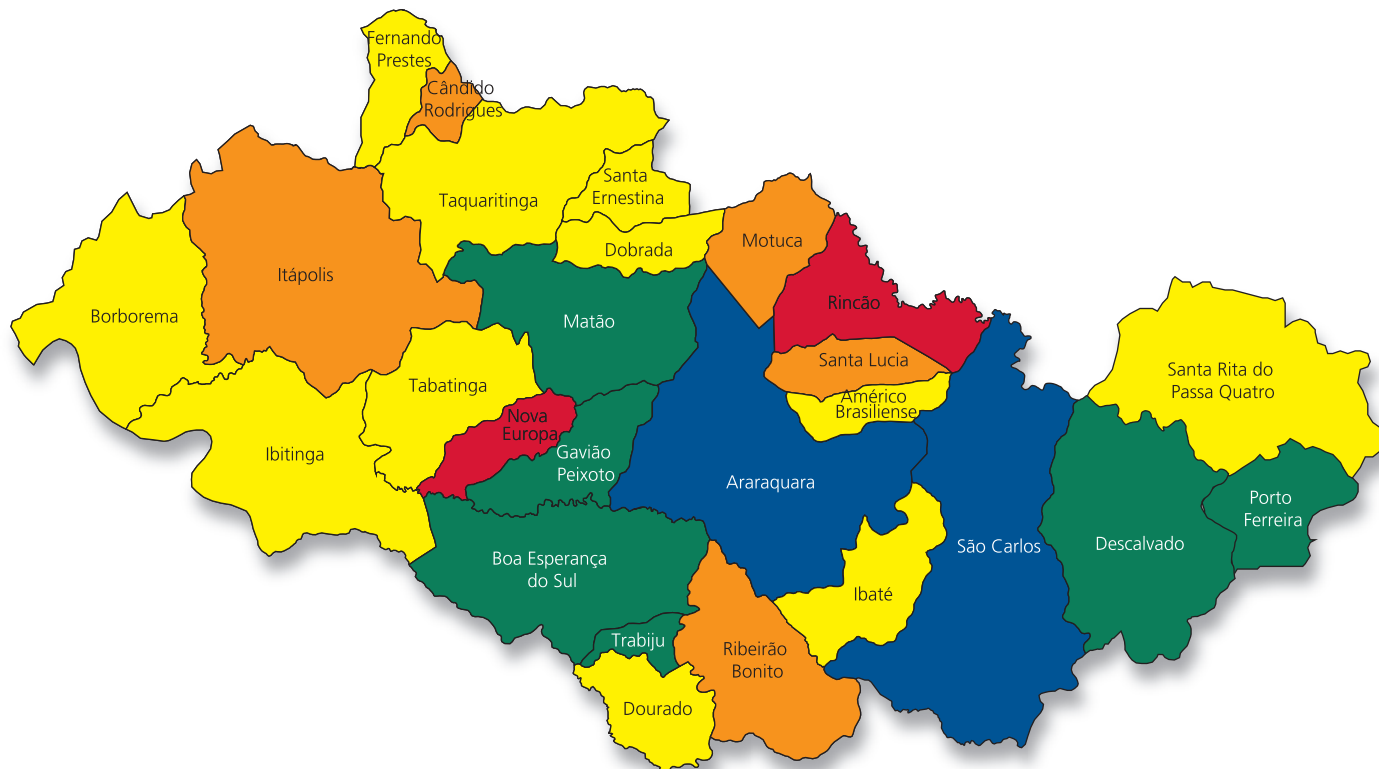 Fernando
Prestes
Cândido
Rodrigues
Taquaritinga
Santa
Ernestina
Dobrada
Motuca
Itápolis
Borborema
Matão
Rincão
Santa Lucia
Américo
Brasiliense
Santa Rita do
Passa Quatro
Tabatinga
Nova
Europa
Ibitinga
Gavião
Peixoto
Araraquara
Porto
Ferreira
São Carlos
Descalvado
Boa Esperança
do Sul
Ibaté
Trabiju
Ribeirão
Bonito
Dourado